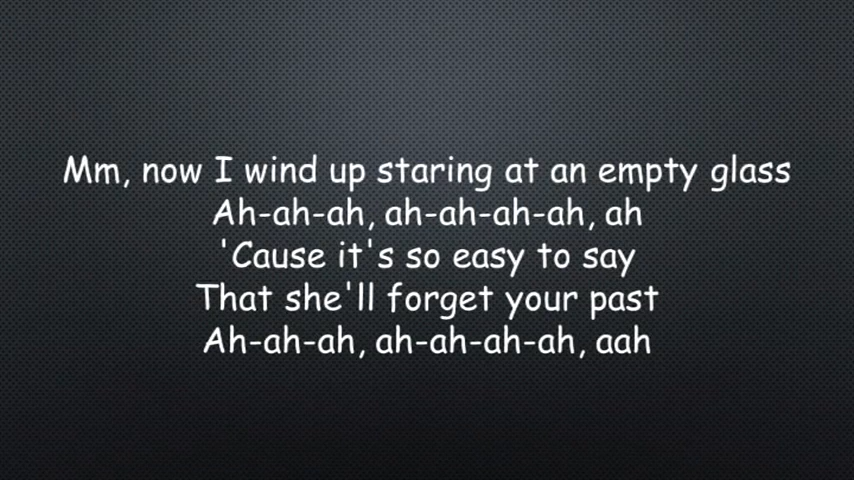 Mm, now I wind up staring at an empty glass
Ah-ah-ah, ah-ah-ah-ah, ah
'Cause it's so easy to say
That she'll forget your past
Ah-ah-ah, ah-ah-ah-ah, aah